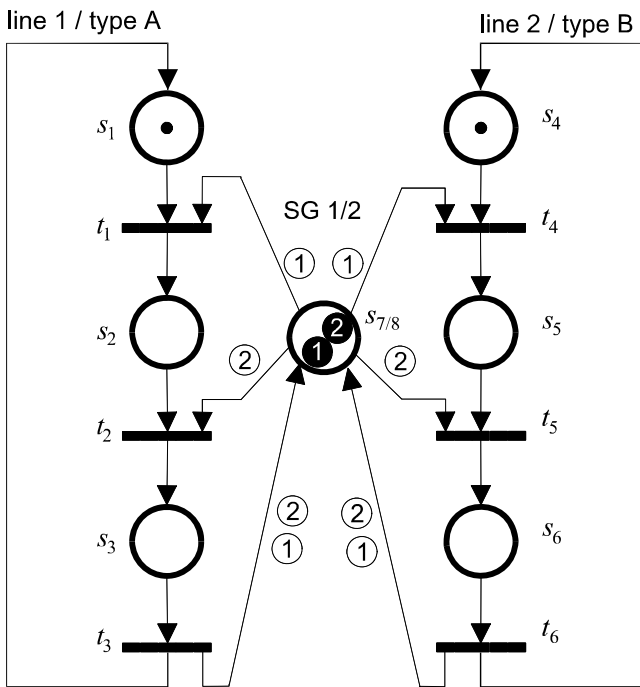 line 1 / type A
line 2 / type B
s1
s4
t1
SG 1/2
t4
1 1
s2
2
1
s7/8
s5
2 2
t2
t5
s3
2 2
1 1
s6
t3
t6